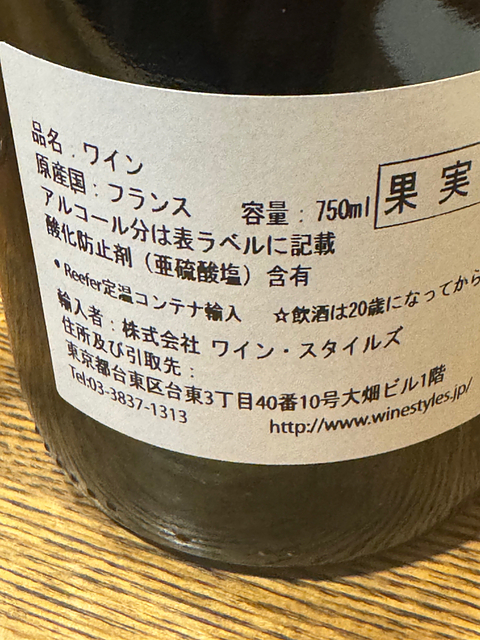 品名：ワイン
原産国：フランス　容量：750ml　果実
アルコール分は表ラベルに記載
酸化防止剤（亜硫酸塩）含有
●Reefer定温コンテナ輸入　☆飲酒は20歳になってから
輸入者：株式会社 ワイン・スタイルズ
住所及び引取先：
東京都台東区台東3丁目40番10号大畑ビル1階
Tel:03-3837-1313　http://www.winestyles.jp/